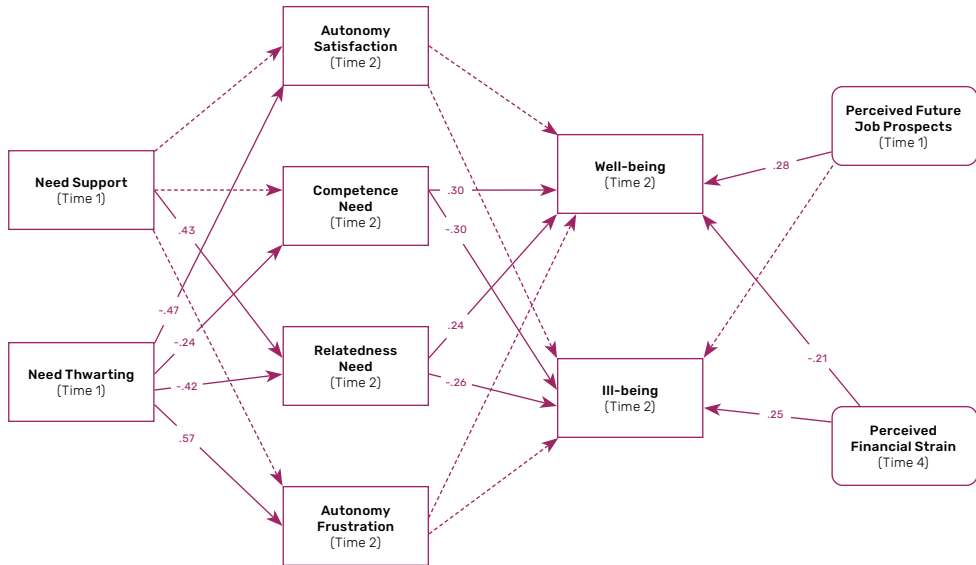 Autonomy
Satisfaction
(Time 2)
Need Support
(Time 1)
Competence
Need
(Time 2)
Well-being
(Time 2)
Perceived Future
Job Prospects
(Time 1)
.28
.30
-.30
.43
-.47
-.24
-.42
.57
Need Thwarting
(Time 1)
Relatedness
Need
(Time 2)
.24
-.26
Ill-being
(Time 2)
-.21
.25
Perceived
Financial Strain
(Time 4)
Autonomy
Frustration
(Time 2)